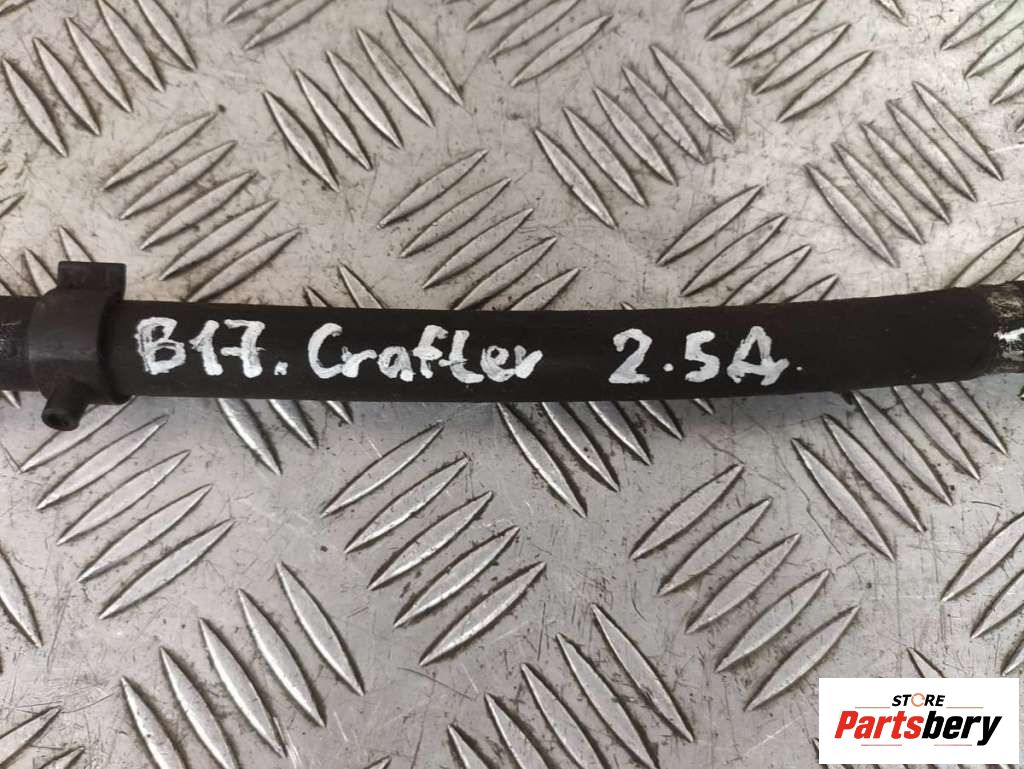 B17. Crafter 2.5A.
STORE
Partsbery